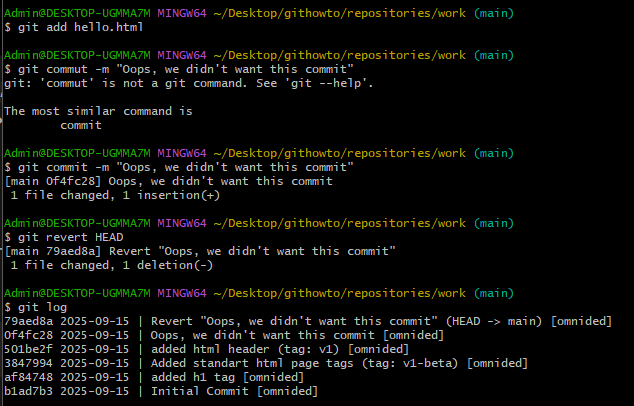 Admin@DESKTOP-UGMMA7M MINGW64 ~/Desktop/githowto/repositories/work (main)
$ git add hello.html
Admin@DESKTOP-UGMMA7M MINGW64 ~/Desktop/githowto/repositories/work (main)
$ git commut -m "Oops, we didn't want this commit"
git: 'commut' is not a git command. See 'git --help'.
The most similar command is
        commit
Admin@DESKTOP-UGMMA7M MINGW64 ~/Desktop/githowto/repositories/work (main)
$ git commit -m "Oops, we didn't want this commit"
[main 0f4fc28] Oops, we didn't want this commit
 1 file changed, 1 insertion(+)
Admin@DESKTOP-UGMMA7M MINGW64 ~/Desktop/githowto/repositories/work (main)
$ git revert HEAD
[main 79aed8a] Revert "Oops, we didn't want this commit"
 1 file changed, 1 deletion(-)
Admin@DESKTOP-UGMMA7M MINGW64 ~/Desktop/githowto/repositories/work (main)
$ git log
79aed8a 2025-09-15 | Revert "Oops, we didn't want this commit" (HEAD -> main) [omnided]
0f4fc28 2025-09-15 | Oops, we didn't want this commit [omnided]
501be2f 2025-09-15 | added html header (tag: v1) [omnided]
3847994 2025-09-15 | Added standart html page tags (tag: v1-beta) [omnided]
af84748 2025-09-15 | added h1 tag [omnided]
b1ad7b3 2025-09-15 | Initial Commit [omnided]